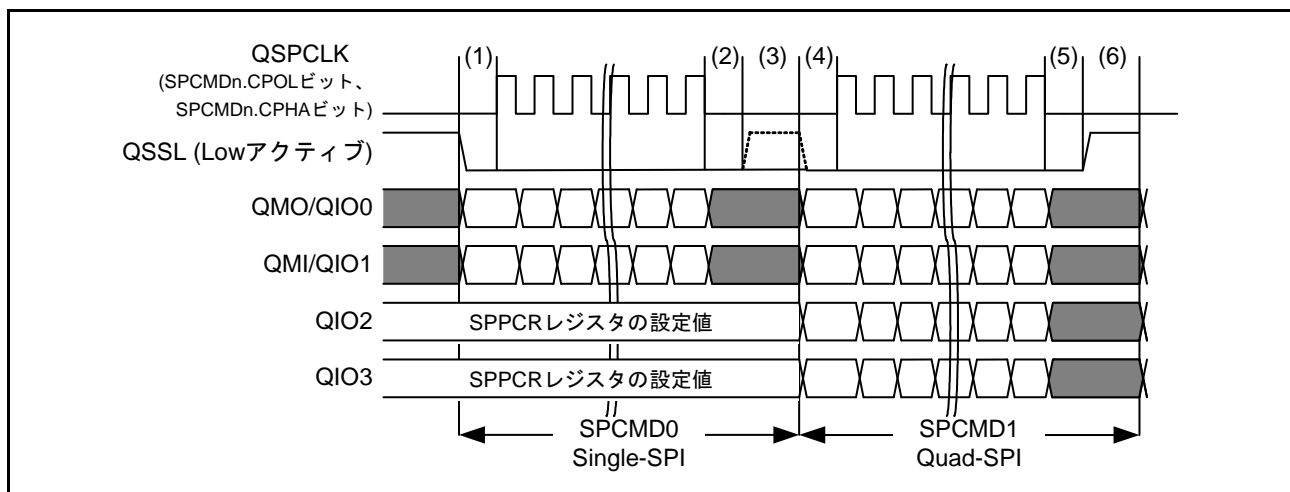 QSPCLK
(SPCMDn.CPOLビット、
SPCMDn.CPHAビット)
(1)
(2)
(3)
(4)
(5)
(6)
QSSL (Lowアクティブ)
QMO/QIO0
QMI/QIO1
QIO2
SPPCRレジスタの設定値
QIO3
SPPCRレジスタの設定値
SPCMD0
Single-SPI
SPCMD1
Quad-SPI